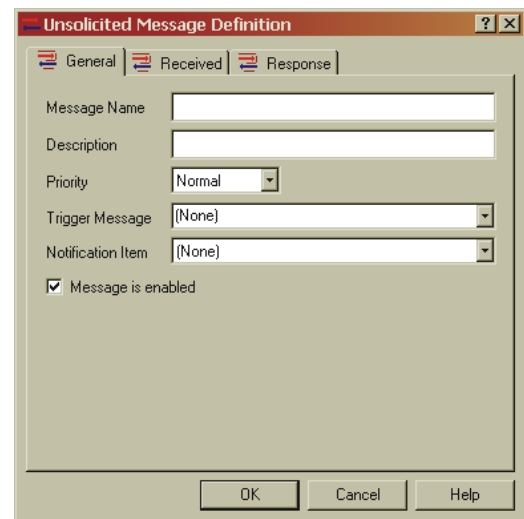 Unsolicited Message Definition ? X
General Received Response
Message Name
Description
Priority Normal
Trigger Message (None)
Notification Item (None)
Message is enabled
OK Cancel Help